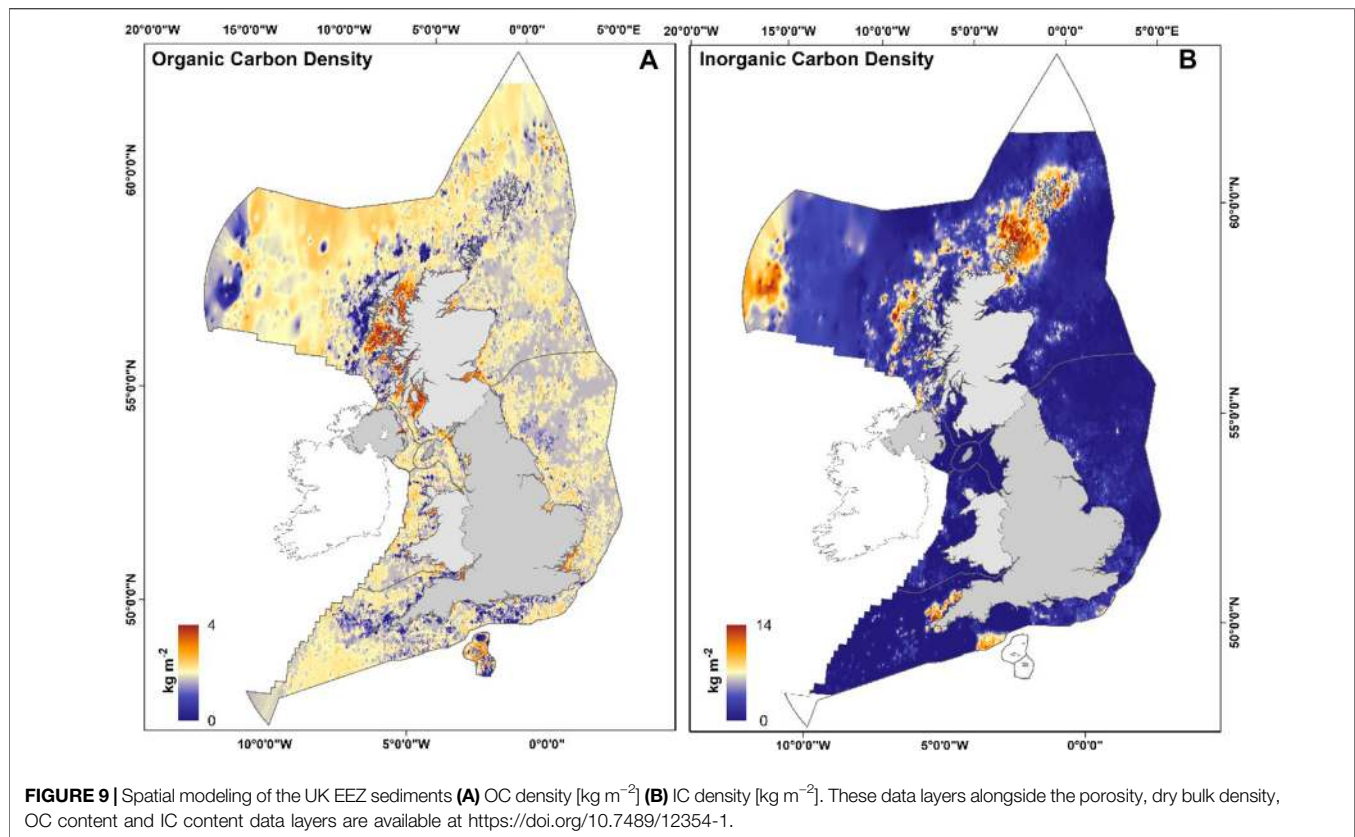 20°0'0"W 15°0'0"W 10°0'0"W 5°0'0"W 0°0'0" 5°0'0"E 20°0'0"W 15°0'0"W 10°0'0"W 5°0'0"W 0°0'0" 5°0'0"E
Organic Carbon Density A
Inorganic Carbon Density B
60°0'0"N
55°0'0"N
50°0'0"N
60°0'0"N
55°0'0"N
50°0'0"N
4
kg m⁻²
0
14
kg m⁻²
0
10°0'0"W 5°0'0"W 0°0'0" 10°0'0"W 5°0'0"W 0°0'0"
FIGURE 9 | Spatial modeling of the UK EEZ sediments (A) OC density [kg m⁻²] (B) IC density [kg m⁻²]. These data layers alongside the porosity, dry bulk density,
OC content and IC content data layers are available at https://doi.org/10.7489/12354-1.